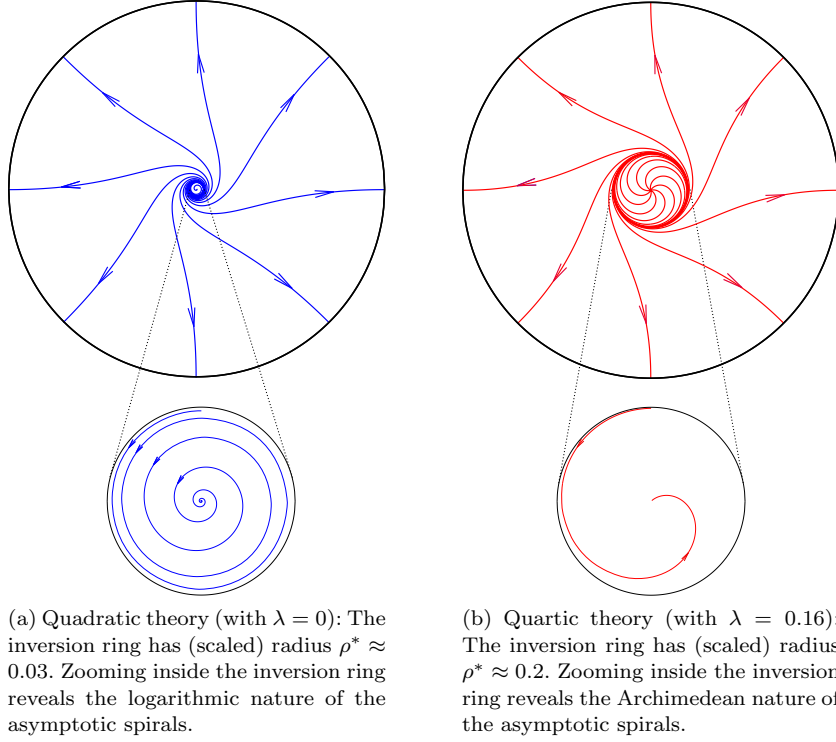 (a) Quadratic theory (with λ = 0): The
inversion ring has (scaled) radius ρ* ≈
0.03. Zooming inside the inversion ring
reveals the logarithmic nature of the
asymptotic spirals.
(b) Quartic theory (with λ = 0.16):
The inversion ring has (scaled) radius
ρ* ≈ 0.2. Zooming inside the inversion
ring reveals the Archimedean nature of
the asymptotic spirals.